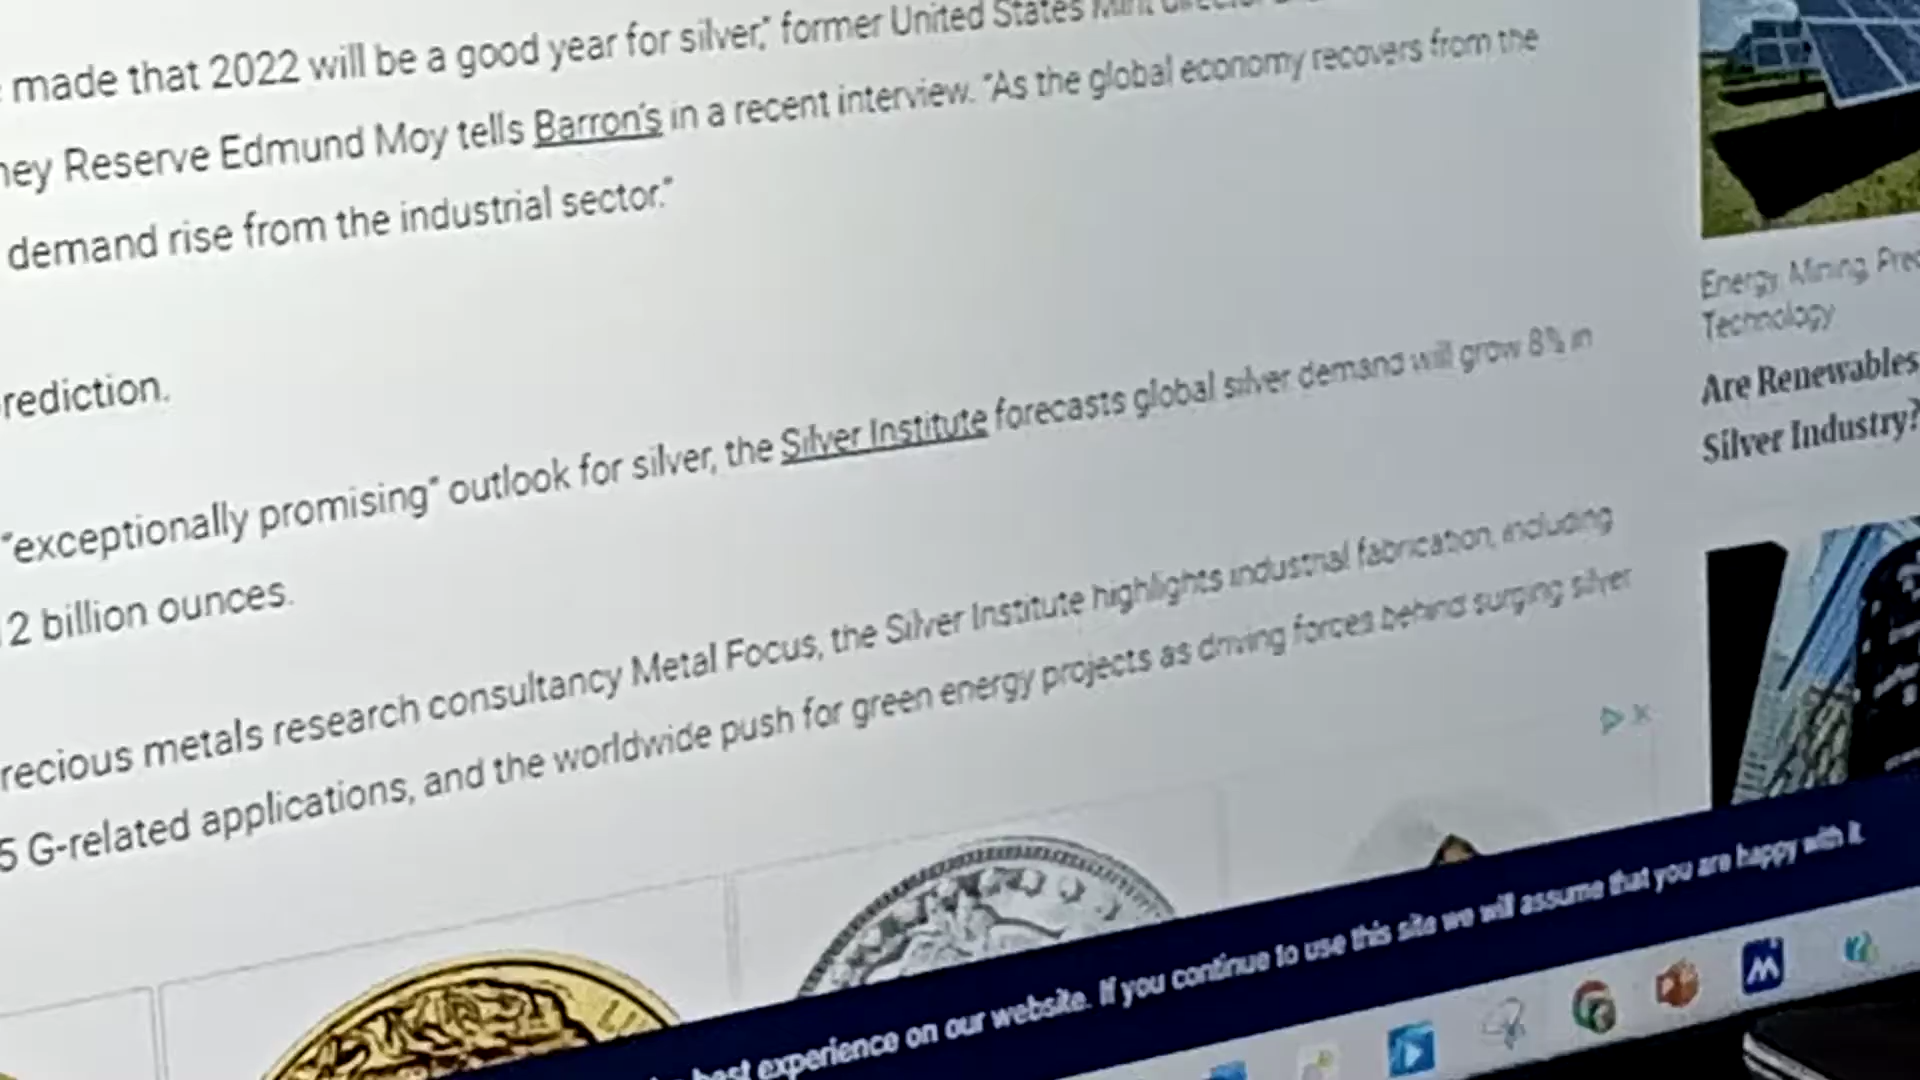 made that 2022 will be a good year for silver," former United States Mint
ney Reserve Edmund Moy tells Barron's in a recent interview. "As the global economy recovers from the
demand rise from the industrial sector."
rediction.
"exceptionally promising" outlook for silver, the Silver Institute forecasts global silver demand will grow 8% in
2 billion ounces.
recious metals research consultancy Metal Focus, the Silver Institute highlights industrial fabrication, including
5 G-related applications, and the worldwide push for green energy projects as driving forces behind surging silver
Energy, Mining, Prec
Technology
Are Renewables
Silver Industry?
best experience on our website. If you continue to use this site we will assume that you are happy with it.